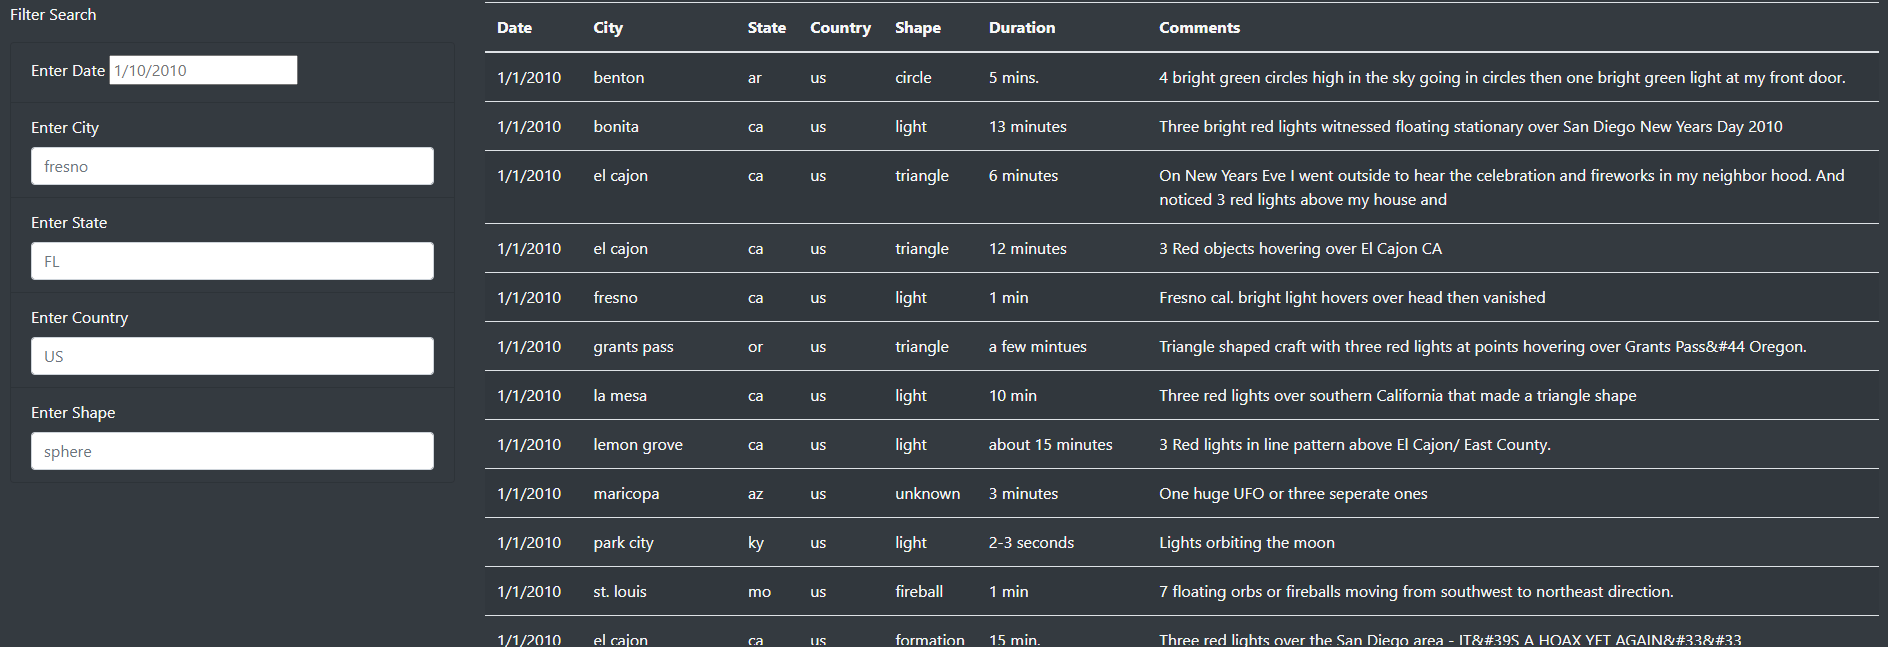 Filter Search
Enter Date 1/10/2010
Enter City
fresno
Enter State
FL
Enter Country
US
Enter Shape
sphere
Date City State Country Shape Duration Comments
1/1/2010 benton ar us circle 5 mins. 4 bright green circles high in the sky going in circles then one bright green light at my front door.
1/1/2010 bonita ca us light 13 minutes Three bright red lights witnessed floating stationary over San Diego New Years Day 2010
1/1/2010 el cajon ca us triangle 6 minutes On New Years Eve I went outside to hear the celebration and fireworks in my neighbor hood. And
noticed 3 red lights above my house and
1/1/2010 el cajon ca us triangle 12 minutes 3 Red objects hovering over El Cajon CA
1/1/2010 fresno ca us light 1 min Fresno cal. bright light hovers over head then vanished
1/1/2010 grants pass or us triangle a few mintues Triangle shaped craft with three red lights at points hovering over Grants Pass&#44 Oregon.
1/1/2010 la mesa ca us light 10 min Three red lights over southern California that made a triangle shape
1/1/2010 lemon grove ca us light about 15 minutes 3 Red lights in line pattern above El Cajon/ East County.
1/1/2010 maricopa az us unknown 3 minutes One huge UFO or three seperate ones
1/1/2010 park city ky us light 2-3 seconds Lights orbiting the moon
1/1/2010 st. louis mo us fireball 1 min 7 floating orbs or fireballs moving from southwest to northeast direction.
1/1/2010 el cajon ca us formation 15 min. Three red lights over the San Diego area - IT&#39S A HOAX YET AGAIN&#33&#33